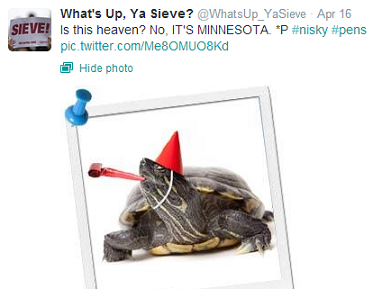 SIEVE!
What's Up, Ya Sieve? @WhatsUp_YaSieve · Apr 16
Is this heaven? No, IT'S MINNESOTA. *P #nisky #pens
pic.twitter.com/Me8OMUO8Kd
Hide photo